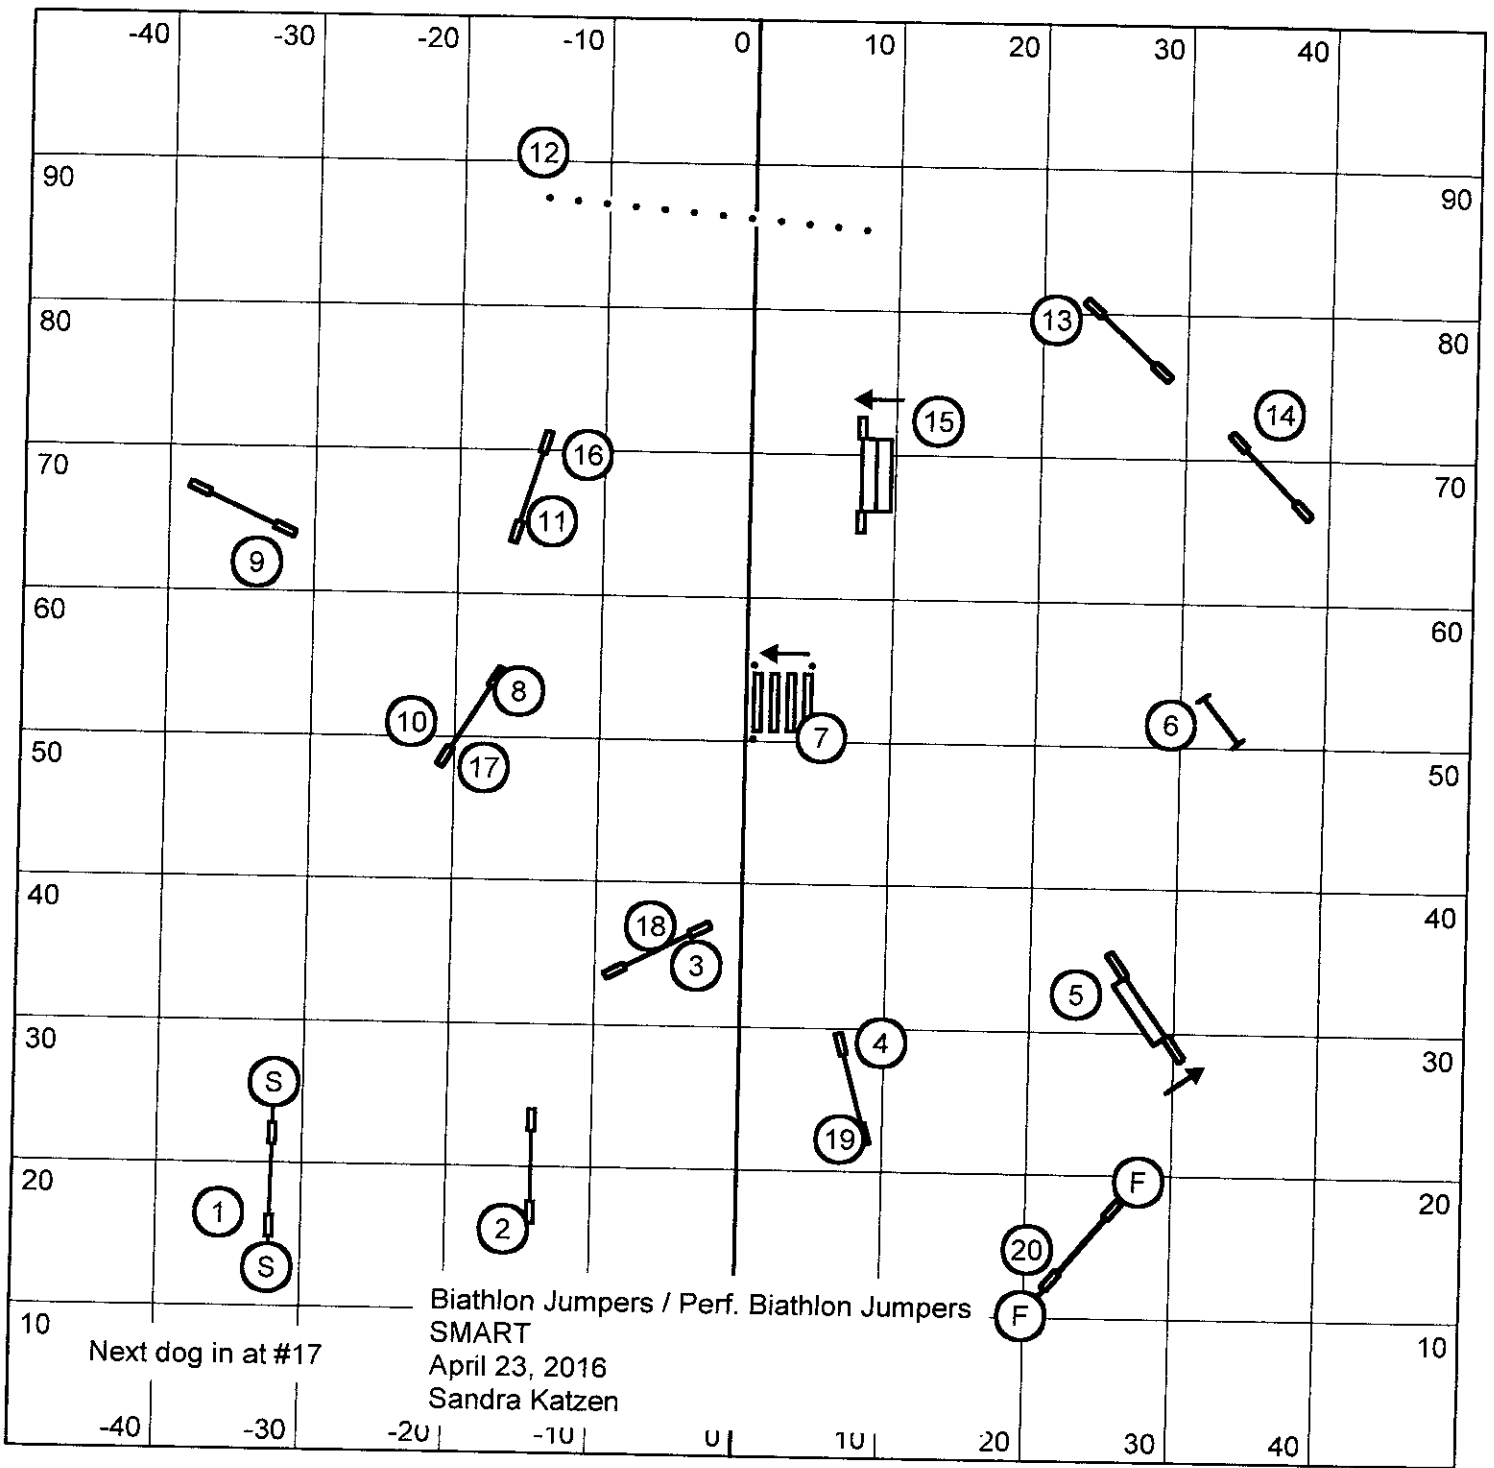 -40 -30 -20 -10 0 10 20 30 40
12
90 90
80 13 80
15 14
70 16 70
11
9
60 60
8
10 6
50 17 7 50
40 40
18
3
5
30 4 30
S
19
20 F 20
1
2
20
S
Biathlon Jumpers / Perf. Biathlon Jumpers
F
10 SMART 10
Next dog in at #17
April 23, 2016
Sandra Katzen
-40 -30 -20 -10 0 10 20 30 40